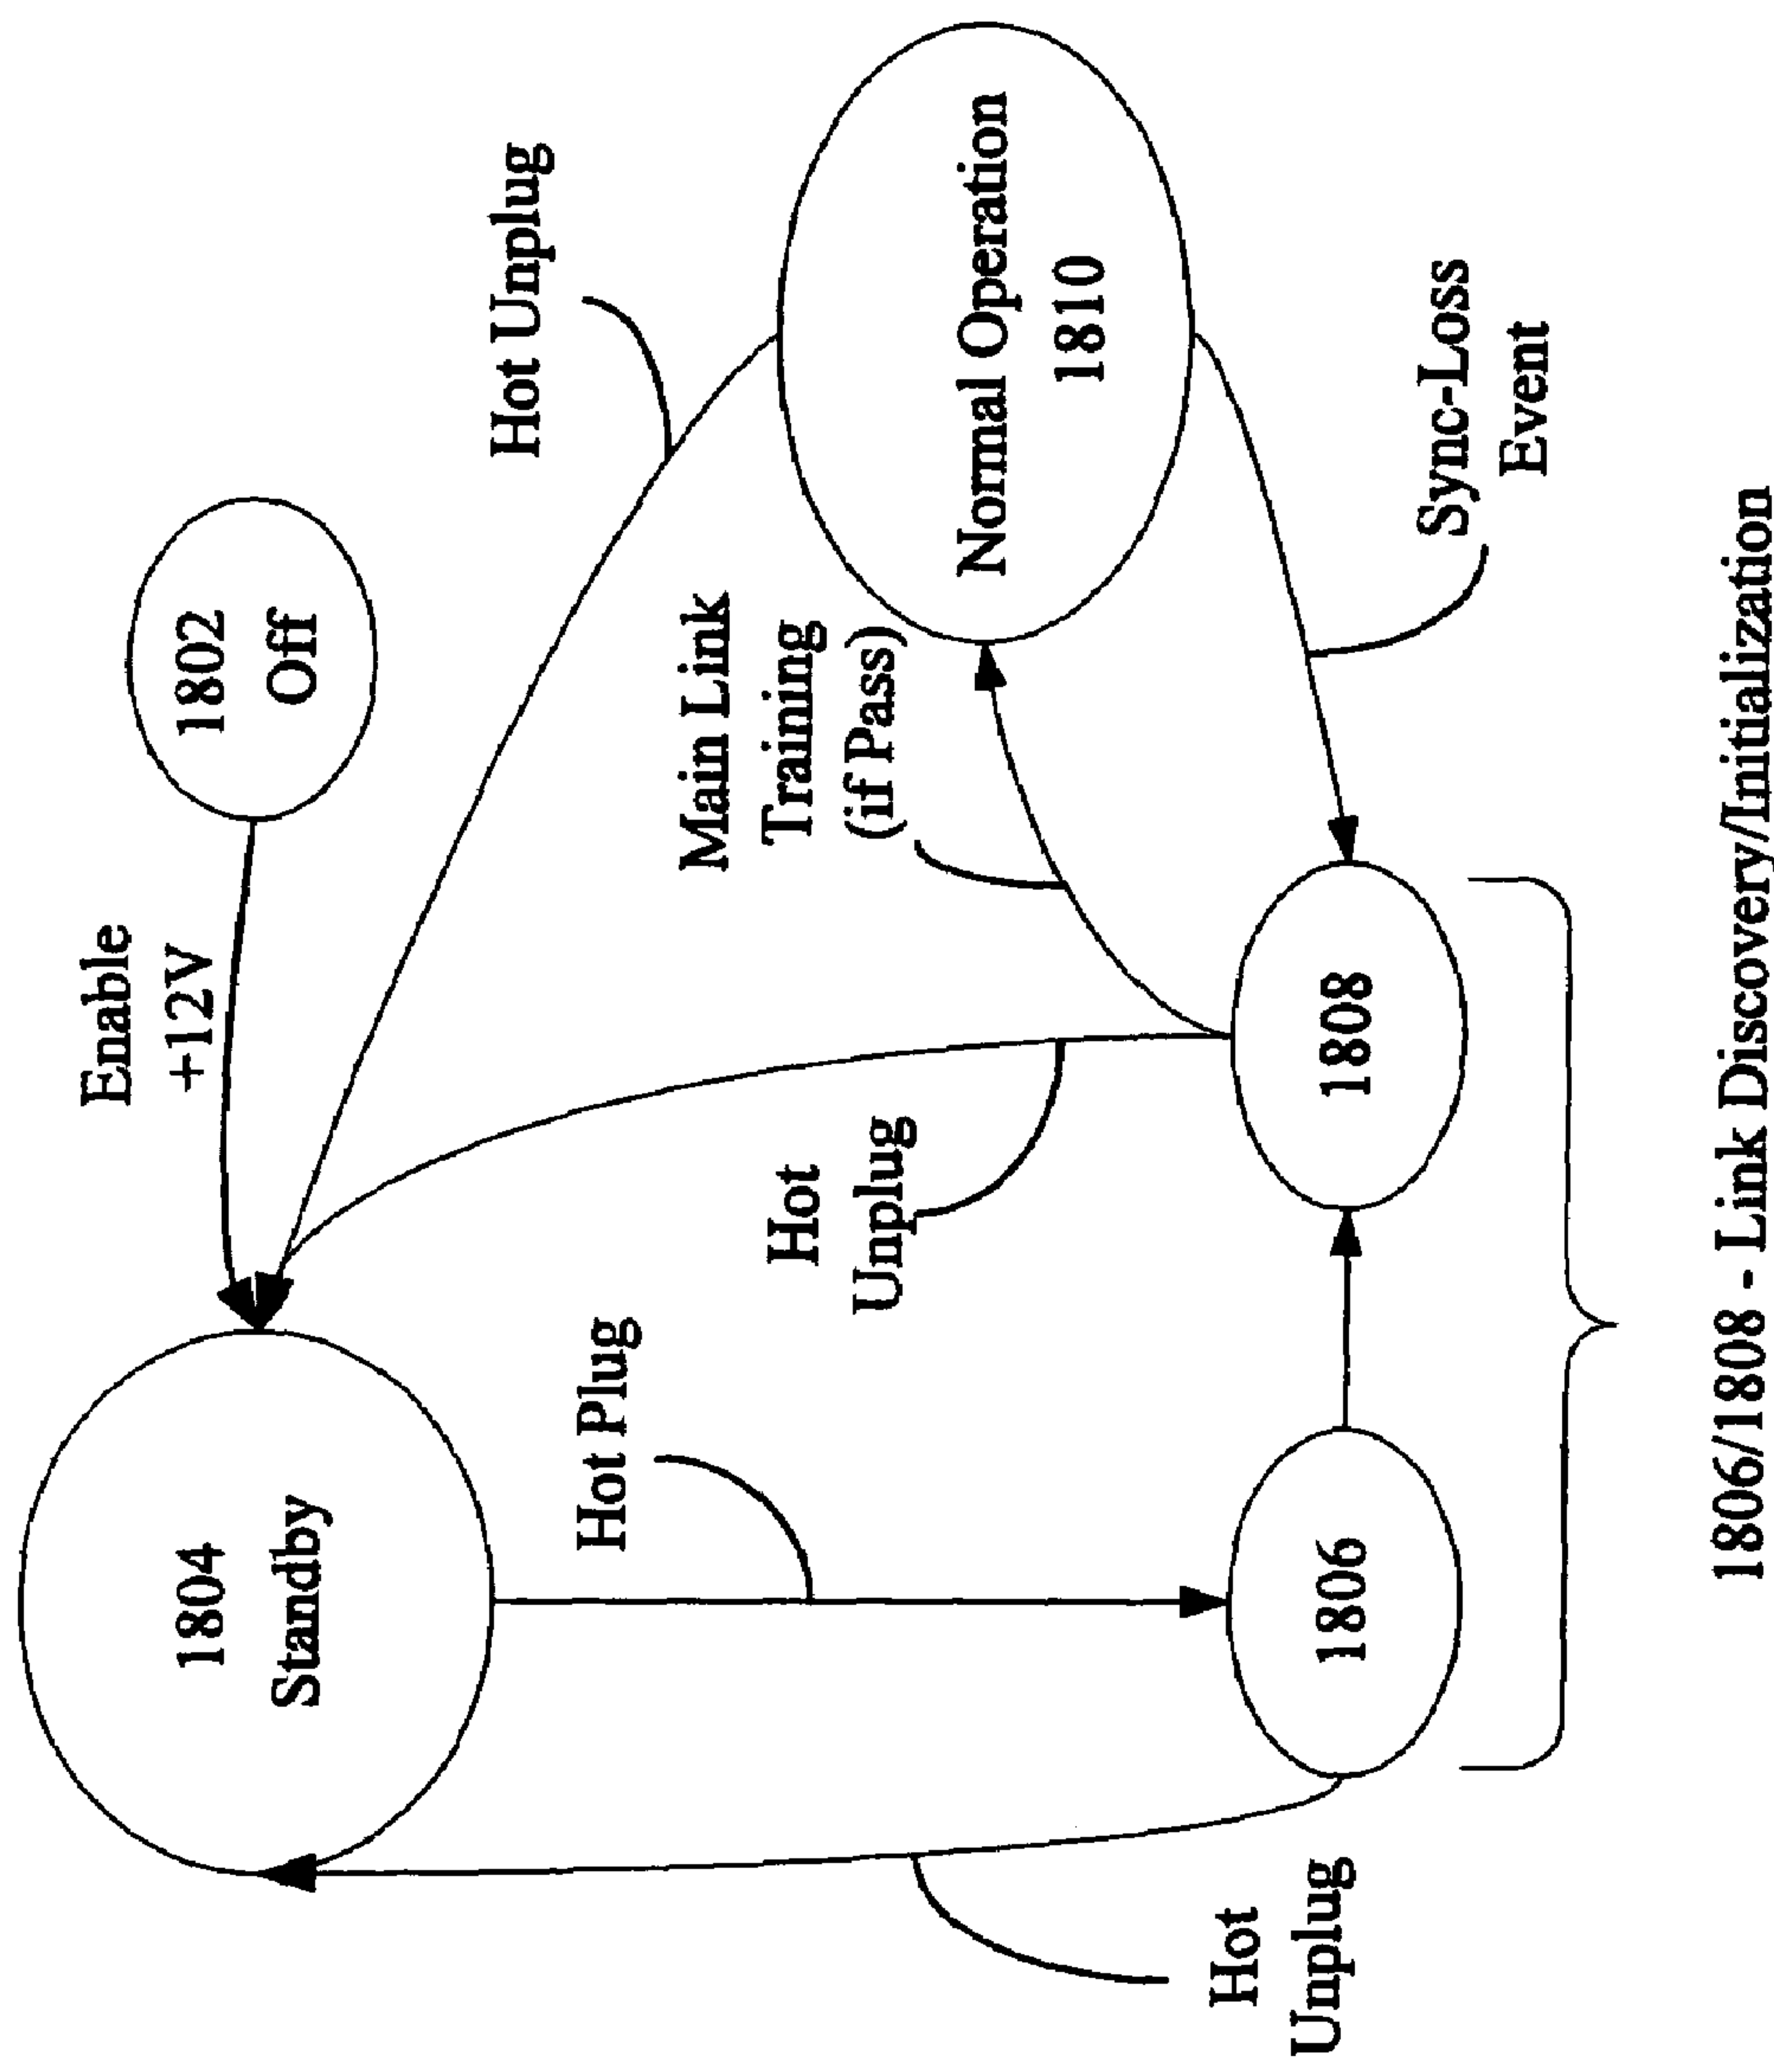 1804
Standby
Enable
+12V
1802
Off
Hot Unplug
Hot Plug
Hot
Unplug
Main Link
Training
(if Pass)
Normal Operation
1810
Hot
Unplug
1806
1808
Sync-Loss
Event
1806/1808 - Link Discovery/Initialization